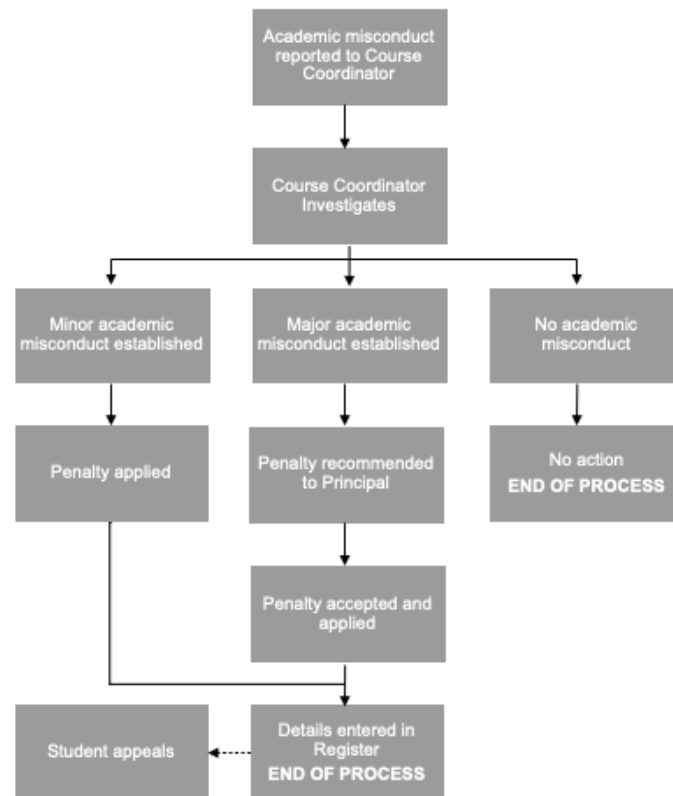 Academic misconduct
reported to Course
Coordinator
Course Coordinator
Investigates
Minor academic
misconduct established
Major academic
misconduct established
No academic
misconduct
Penalty applied
Penalty recommended
to Principal
No action
END OF PROCESS
Penalty accepted and
applied
Student appeals
Details entered in
Register
END OF PROCESS